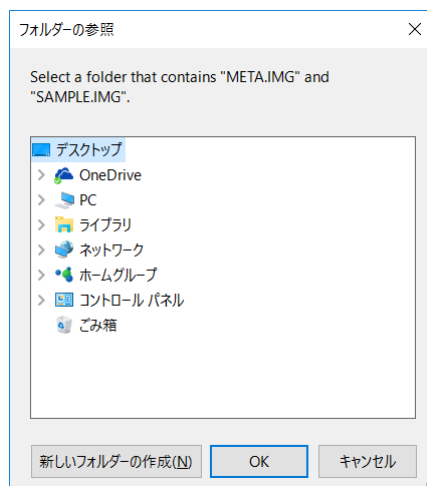 フォルダーの参照
Select a folder that contains "META.IMG" and
"SAMPLE.IMG".
デスクトップ
OneDrive
PC
ライブラリ
ネットワーク
ホームグループ
コントロール パネル
ごみ箱
新しいフォルダーの作成(N)
OK
キャンセル